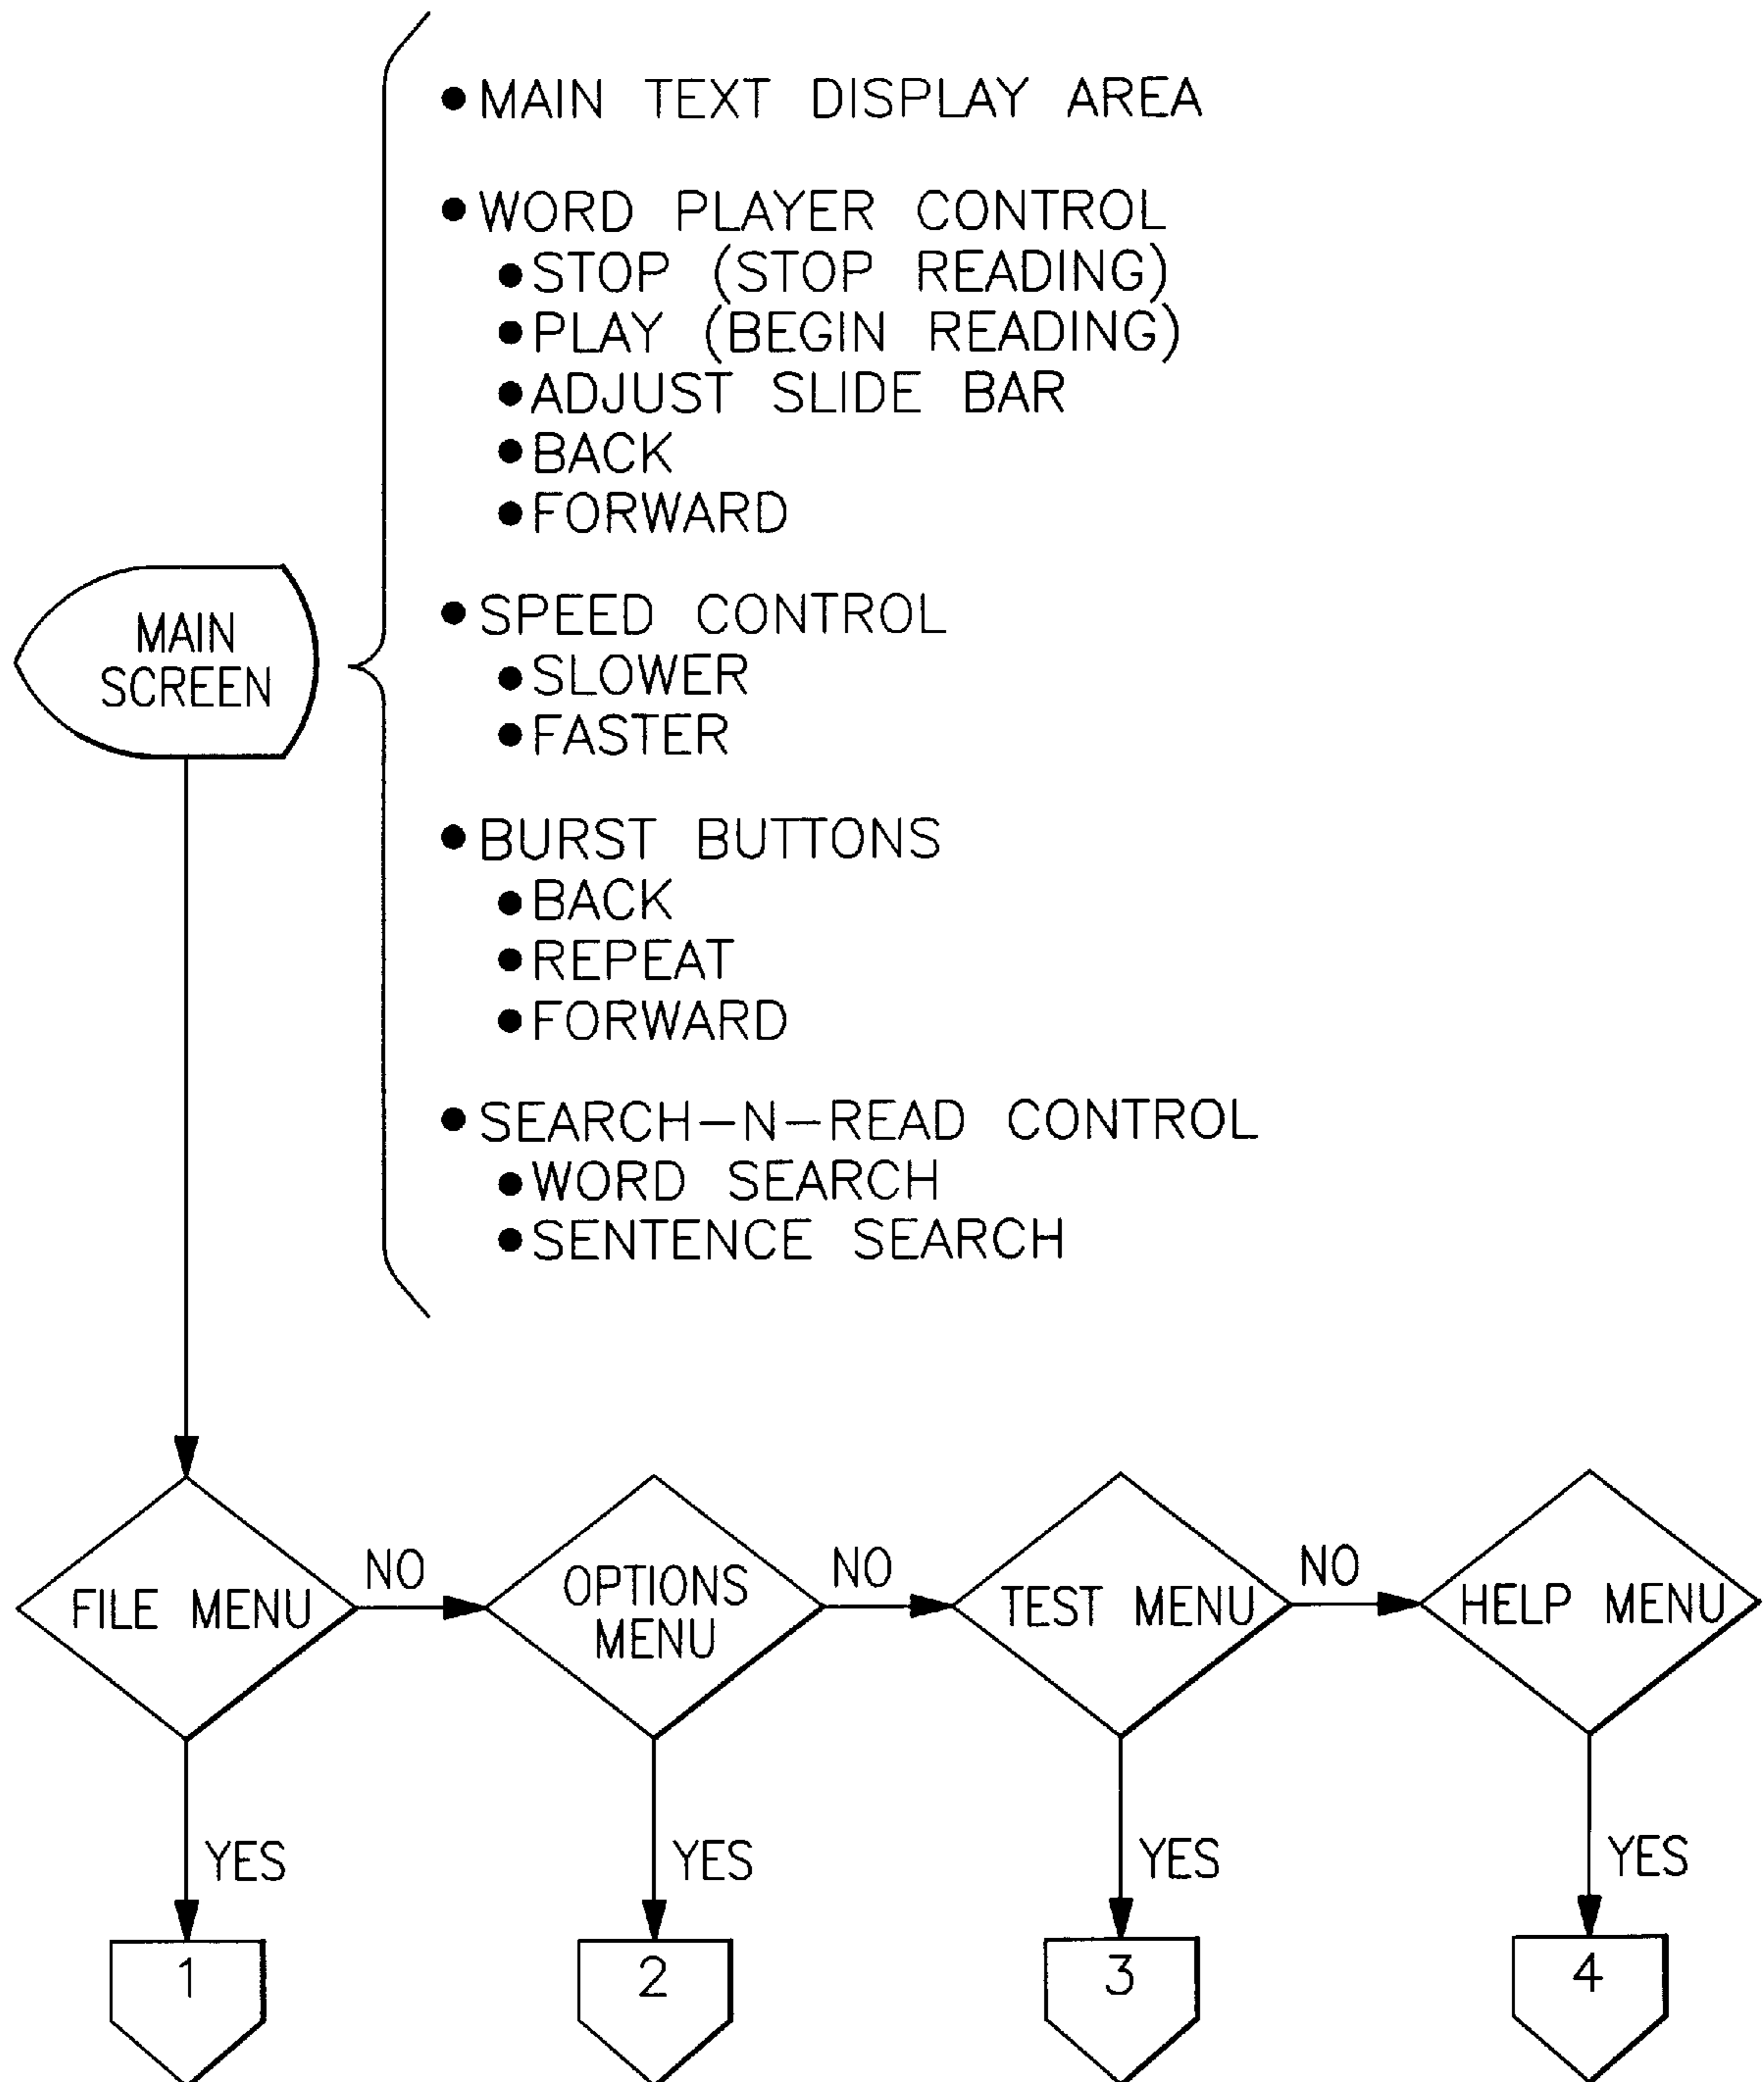 ● MAIN TEXT DISPLAY AREA
● WORD PLAYER CONTROL
● STOP (STOP READING)
● PLAY (BEGIN READING)
● ADJUST SLIDE BAR
● BACK
● FORWARD
MAIN
SCREEN
● SPEED CONTROL
● SLOWER
● FASTER
● BURST BUTTONS
● BACK
● REPEAT
● FORWARD
● SEARCH-N-READ CONTROL
● WORD SEARCH
● SENTENCE SEARCH
FILE MENU
NO
OPTIONS
MENU
NO
TEST MENU
NO
HELP MENU
YES
YES
YES
YES
1
2
3
4